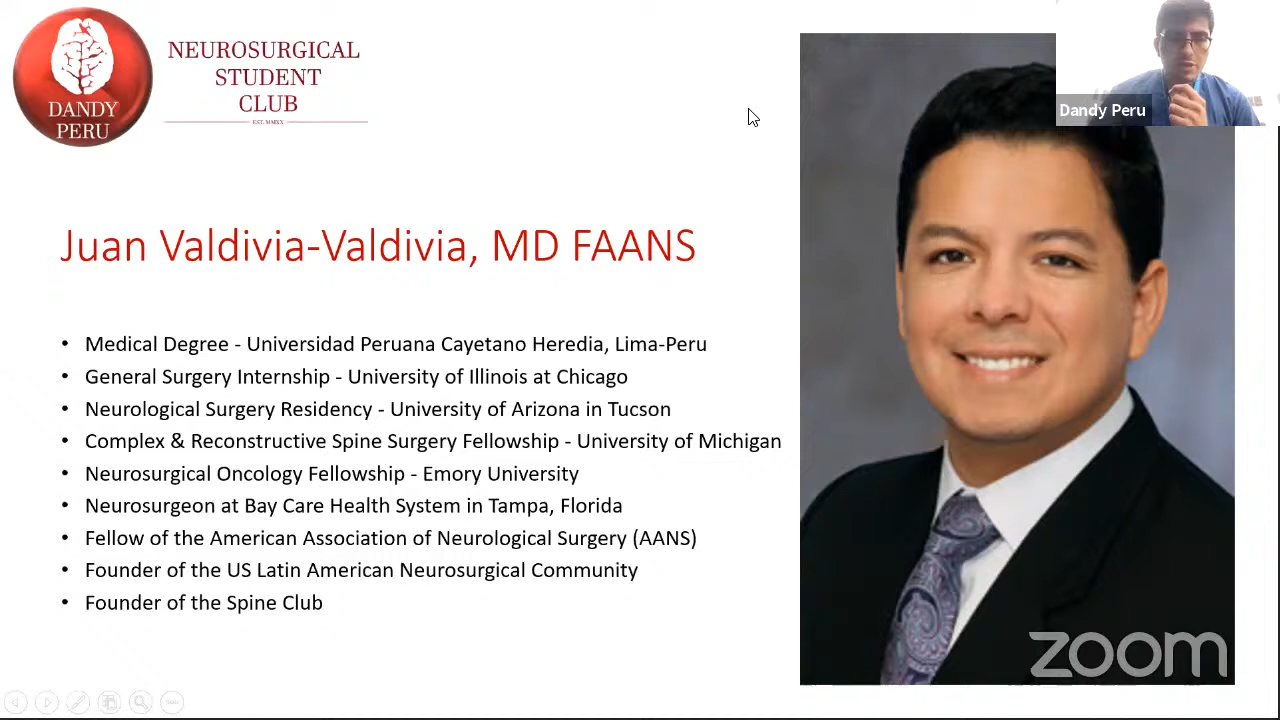 DANDY
PERU
NEUROSURGICAL
STUDENT
CLUB
EST. MMXX
Dandy Peru
Juan Valdivia-Valdivia, MD FAANS
• Medical Degree - Universidad Peruana Cayetano Heredia, Lima-Peru
• General Surgery Internship - University of Illinois at Chicago
• Neurological Surgery Residency - University of Arizona in Tucson
• Complex & Reconstructive Spine Surgery Fellowship - University of Michigan
• Neurosurgical Oncology Fellowship - Emory University
• Neurosurgeon at Bay Care Health System in Tampa, Florida
• Fellow of the American Association of Neurological Surgery (AANS)
• Founder of the US Latin American Neurosurgical Community
• Founder of the Spine Club
zoom